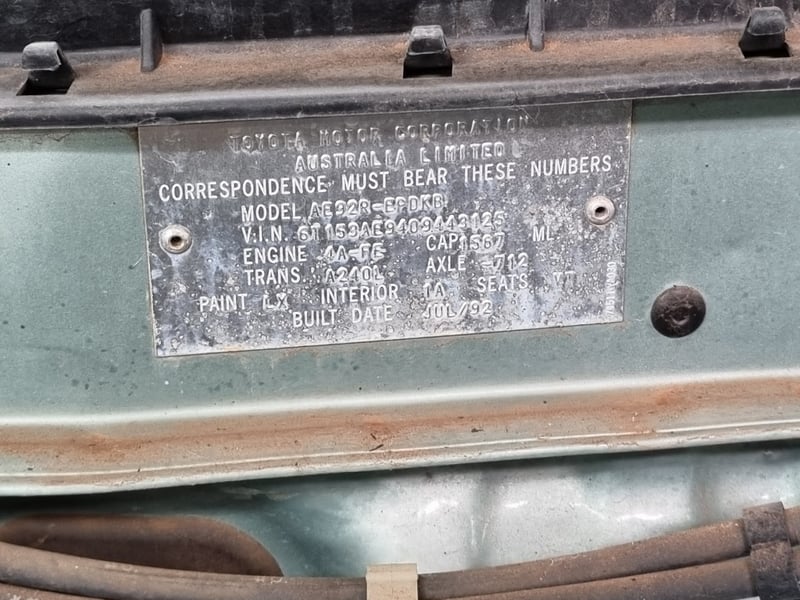 TOYOTA MOTOR CORPORATION
AUSTRALIA LIMITED
CORRESPONDENCE MUST BEAR THESE NUMBERS
MODEL AE92R-EPDKB
V.I.N. 6T153AE9409443125
ENGINE 4A-FE CAP 1587 ML
TRANS. A240L AXLE -712
PAINT LX INTERIOR 1A SEATS VT
BUILT DATE JUL/92